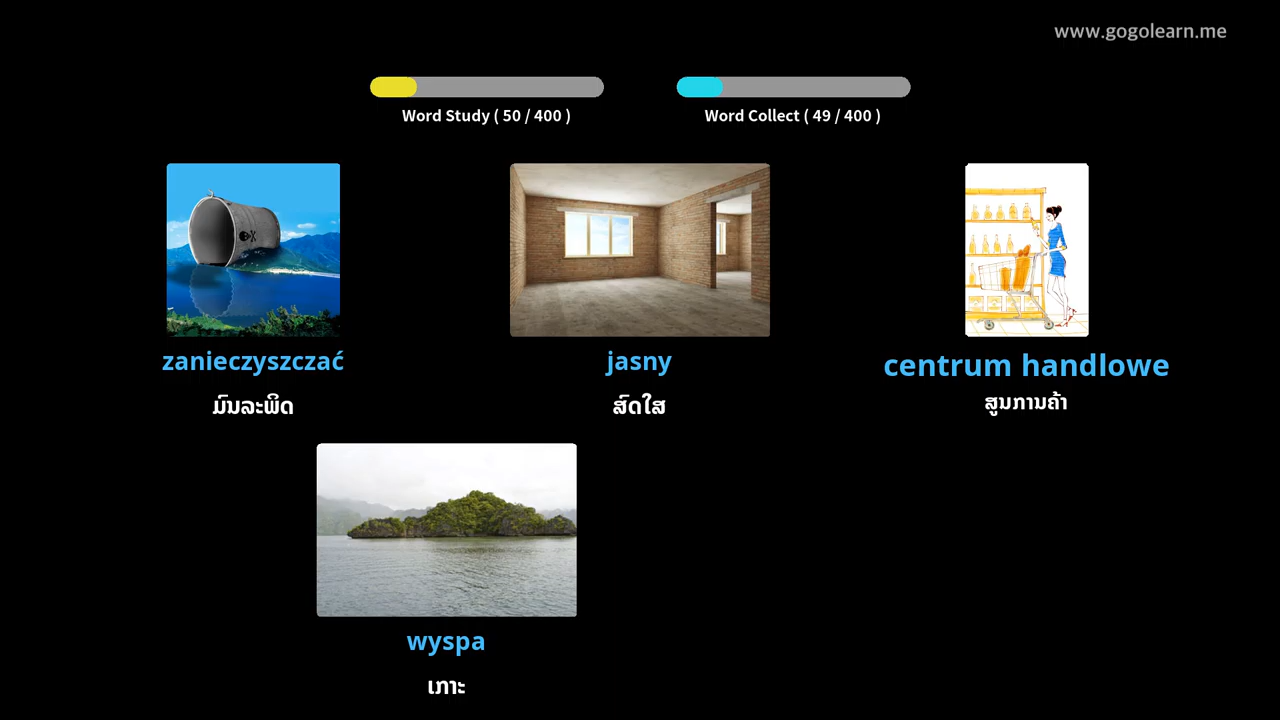 www.gogolearn.me
Word Study ( 50 / 400 )
Word Collect ( 49 / 400 )
zanieczyszczać
ມົນລະພິດ
jasny
ສົດໃສ
centrum handlowe
ສູນການຄ້າ
wyspa
ເກາະ